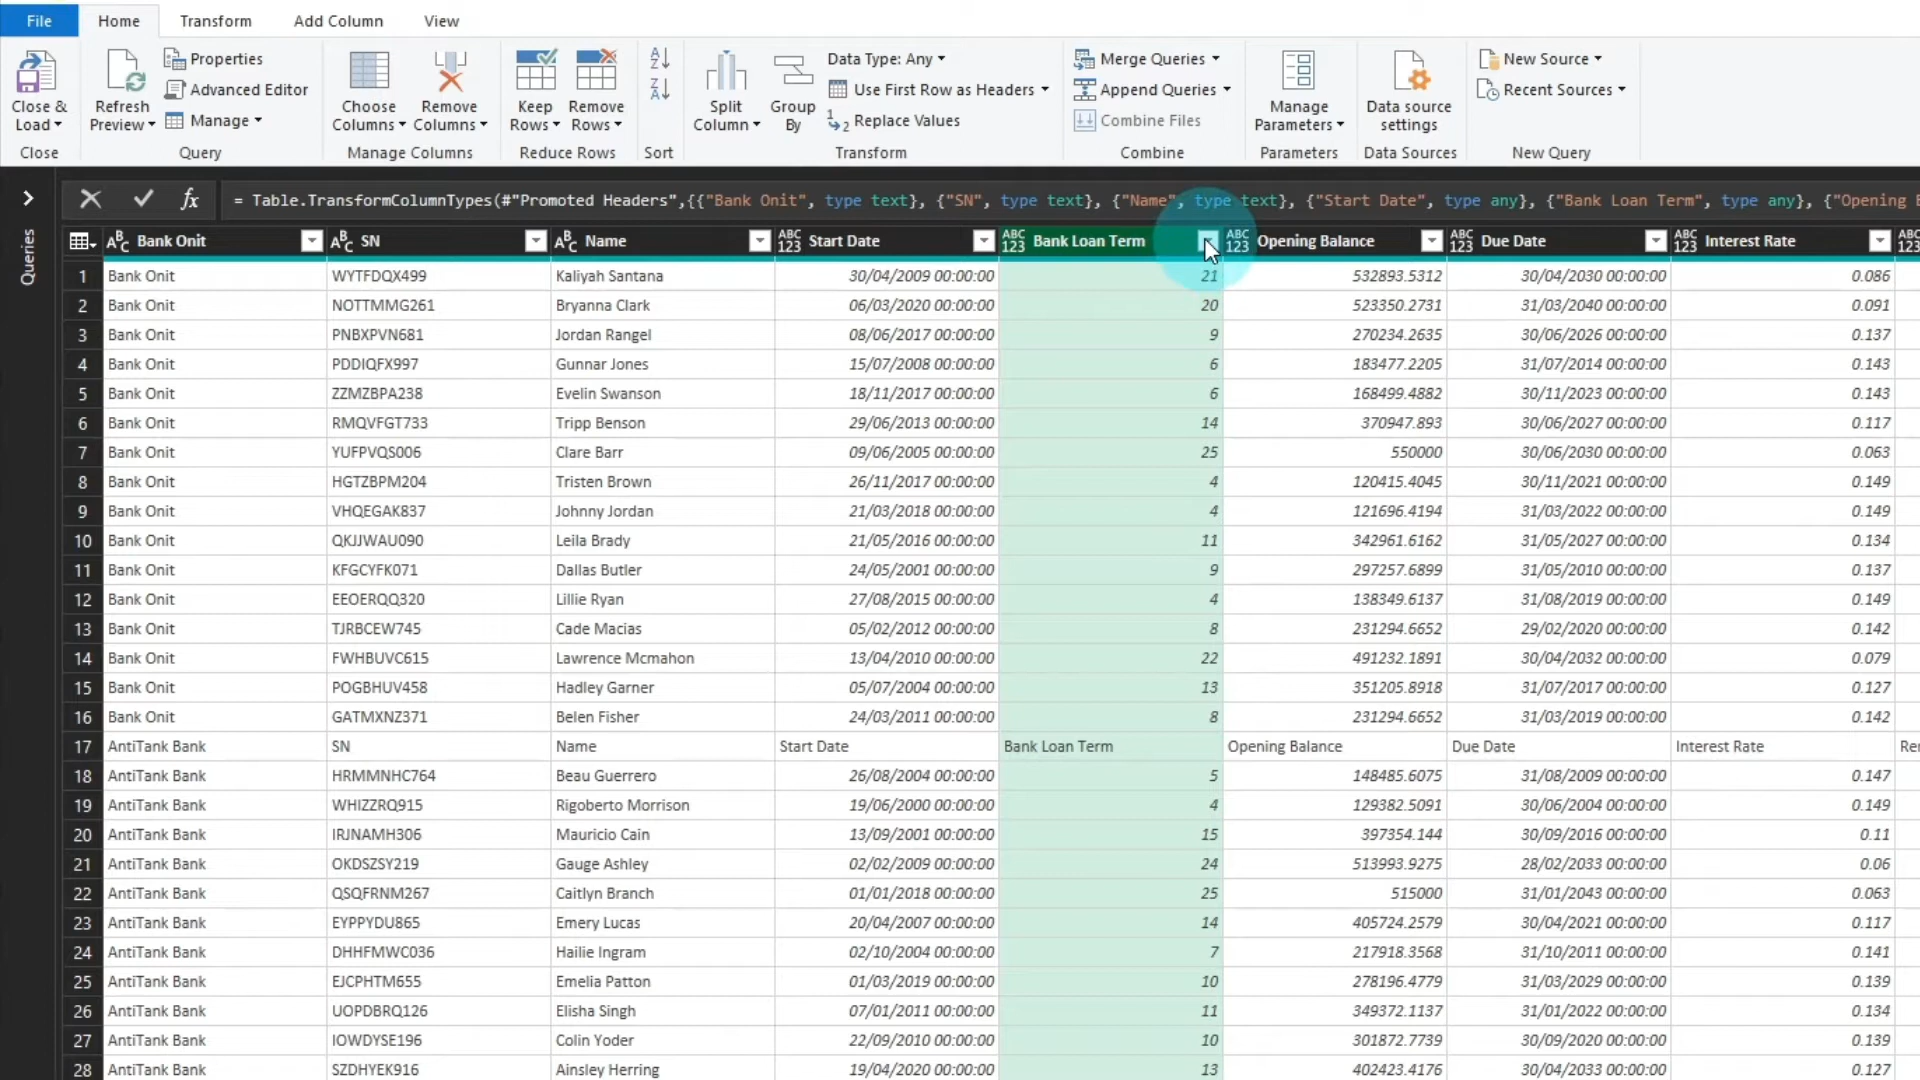 File Home Transform Add Column View
Close & Load Refresh Preview Properties Advanced Editor Manage Choose Columns Remove Columns Keep Rows Remove Rows Split Column Group By Data Type: Any Use First Row as Headers Replace Values Merge Queries Append Queries Combine Files Manage Parameters Data source settings New Source Recent Sources
Close Query Manage Columns Reduce Rows Sort Transform Combine Parameters Data Sources New Query
= Table.TransformColumnTypes(#"Promoted Headers",{{"Bank Onit", type text}, {"SN", type text}, {"Name", type text}, {"Start Date", type any}, {"Bank Loan Term", type any}, {"Opening B
Queries
Bank Onit SN Name Start Date Bank Loan Term Opening Balance Due Date Interest Rate
1 Bank Onit WYTFDQX499 Kaliyah Santana 30/04/2009 00:00:00 21 532893.5312 30/04/2030 00:00:00 0.086
2 Bank Onit NOTTMMG261 Bryanna Clark 06/03/2020 00:00:00 20 523350.2731 31/03/2040 00:00:00 0.091
3 Bank Onit PNBXPVN681 Jordan Rangel 08/06/2017 00:00:00 9 270234.2635 30/06/2026 00:00:00 0.137
4 Bank Onit PDDIQFX997 Gunnar Jones 15/07/2008 00:00:00 6 183477.2205 31/07/2014 00:00:00 0.143
5 Bank Onit ZZMZBPA238 Evelin Swanson 18/11/2017 00:00:00 6 168499.4882 30/11/2023 00:00:00 0.143
6 Bank Onit RMQVFGT733 Tripp Benson 29/06/2013 00:00:00 14 370947.893 30/06/2027 00:00:00 0.117
7 Bank Onit YUFPVQS006 Clare Barr 09/06/2005 00:00:00 25 550000 30/06/2030 00:00:00 0.063
8 Bank Onit HGTZBPM204 Tristen Brown 26/11/2017 00:00:00 4 120415.4045 30/11/2021 00:00:00 0.149
9 Bank Onit VHQEGAK837 Johnny Jordan 21/03/2018 00:00:00 4 121696.4194 31/03/2022 00:00:00 0.149
10 Bank Onit QKJJWAU090 Leila Brady 21/05/2016 00:00:00 11 342961.6162 31/05/2027 00:00:00 0.134
11 Bank Onit KFGCYFK071 Dallas Butler 24/05/2001 00:00:00 9 297257.6899 31/05/2010 00:00:00 0.137
12 Bank Onit EEOERQQ320 Lillie Ryan 27/08/2015 00:00:00 4 138349.6137 31/08/2019 00:00:00 0.149
13 Bank Onit TJRBCEW745 Cade Macias 05/02/2012 00:00:00 8 231294.6652 29/02/2020 00:00:00 0.142
14 Bank Onit FWHBUVC615 Lawrence Mcmahon 13/04/2010 00:00:00 22 491232.1891 30/04/2032 00:00:00 0.079
15 Bank Onit POGBHUV458 Hadley Garner 05/07/2004 00:00:00 13 351205.8918 31/07/2017 00:00:00 0.127
16 Bank Onit GATMXNZ371 Belen Fisher 24/03/2011 00:00:00 8 231294.6652 31/03/2019 00:00:00 0.142
17 AntiTank Bank SN Name Start Date Bank Loan Term Opening Balance Due Date Interest Rate Rer
18 AntiTank Bank HRMMNHC764 Beau Guerrero 26/08/2004 00:00:00 5 148485.6075 31/08/2009 00:00:00 0.147
19 AntiTank Bank WHIZZRQ915 Rigoberto Morrison 19/06/2000 00:00:00 4 129382.5091 30/06/2004 00:00:00 0.149
20 AntiTank Bank IRJNAMH306 Mauricio Cain 13/09/2001 00:00:00 15 397354.144 30/09/2016 00:00:00 0.11
21 AntiTank Bank OKDSZSY219 Gauge Ashley 02/02/2009 00:00:00 24 513993.9275 28/02/2033 00:00:00 0.06
22 AntiTank Bank QSQFRNM267 Caitlyn Branch 01/01/2018 00:00:00 25 515000 31/01/2043 00:00:00 0.063
23 AntiTank Bank EYPPYDU865 Emery Lucas 20/04/2007 00:00:00 14 405724.2579 30/04/2021 00:00:00 0.117
24 AntiTank Bank DHHFMWC036 Hailie Ingram 02/10/2004 00:00:00 7 217918.3568 31/10/2011 00:00:00 0.141
25 AntiTank Bank EJCPHTM655 Emelia Patton 01/03/2019 00:00:00 10 278196.4779 31/03/2029 00:00:00 0.139
26 AntiTank Bank UOPDBRQ126 Elisha Singh 07/01/2011 00:00:00 11 349372.1137 31/01/2022 00:00:00 0.134
27 AntiTank Bank IOWDYSE196 Colin Yoder 22/09/2010 00:00:00 10 301872.7739 30/09/2020 00:00:00 0.139
28 AntiTank Bank SZDHYEK916 Ainsley Herring 19/04/2020 00:00:00 13 402423.4176 30/04/2033 00:00:00 0.127